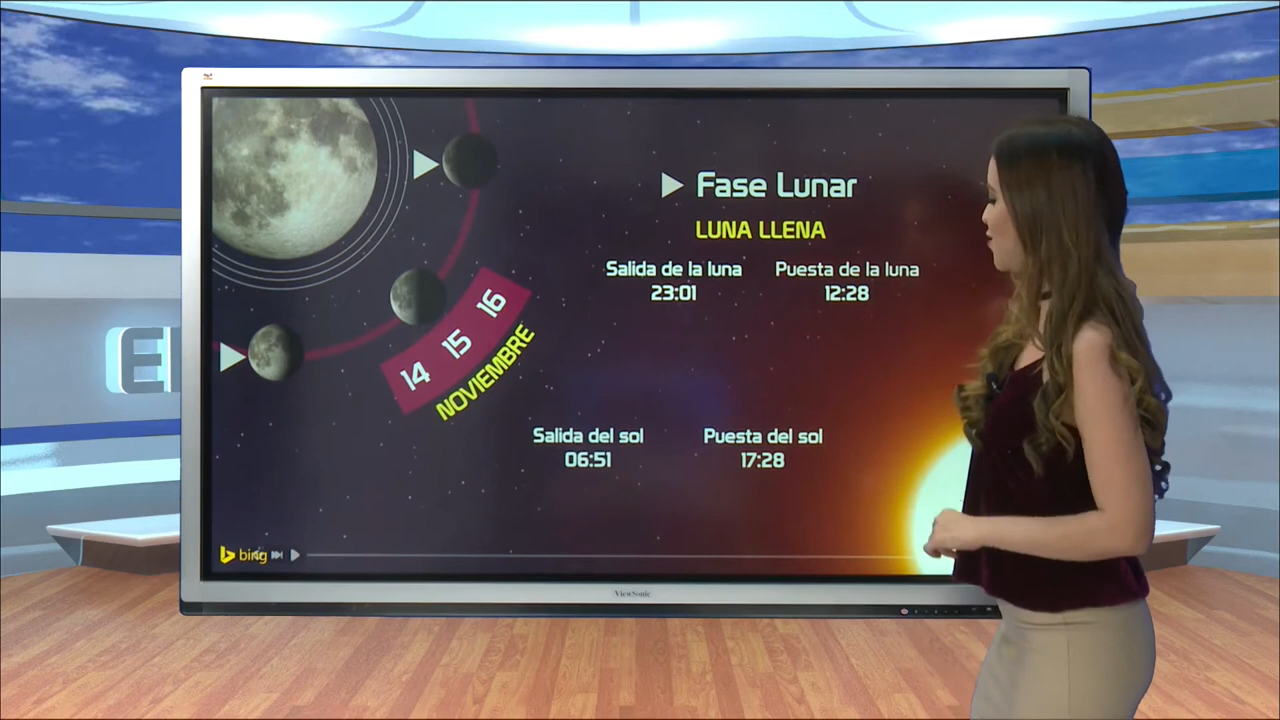 Fase Lunar
LUNA LLENA
Salida de la luna
23:01
Puesta de la luna
12:28
14 15 16
NOVIEMBRE
Salida del sol
06:51
Puesta del sol
17:28
bing
ViewSonic